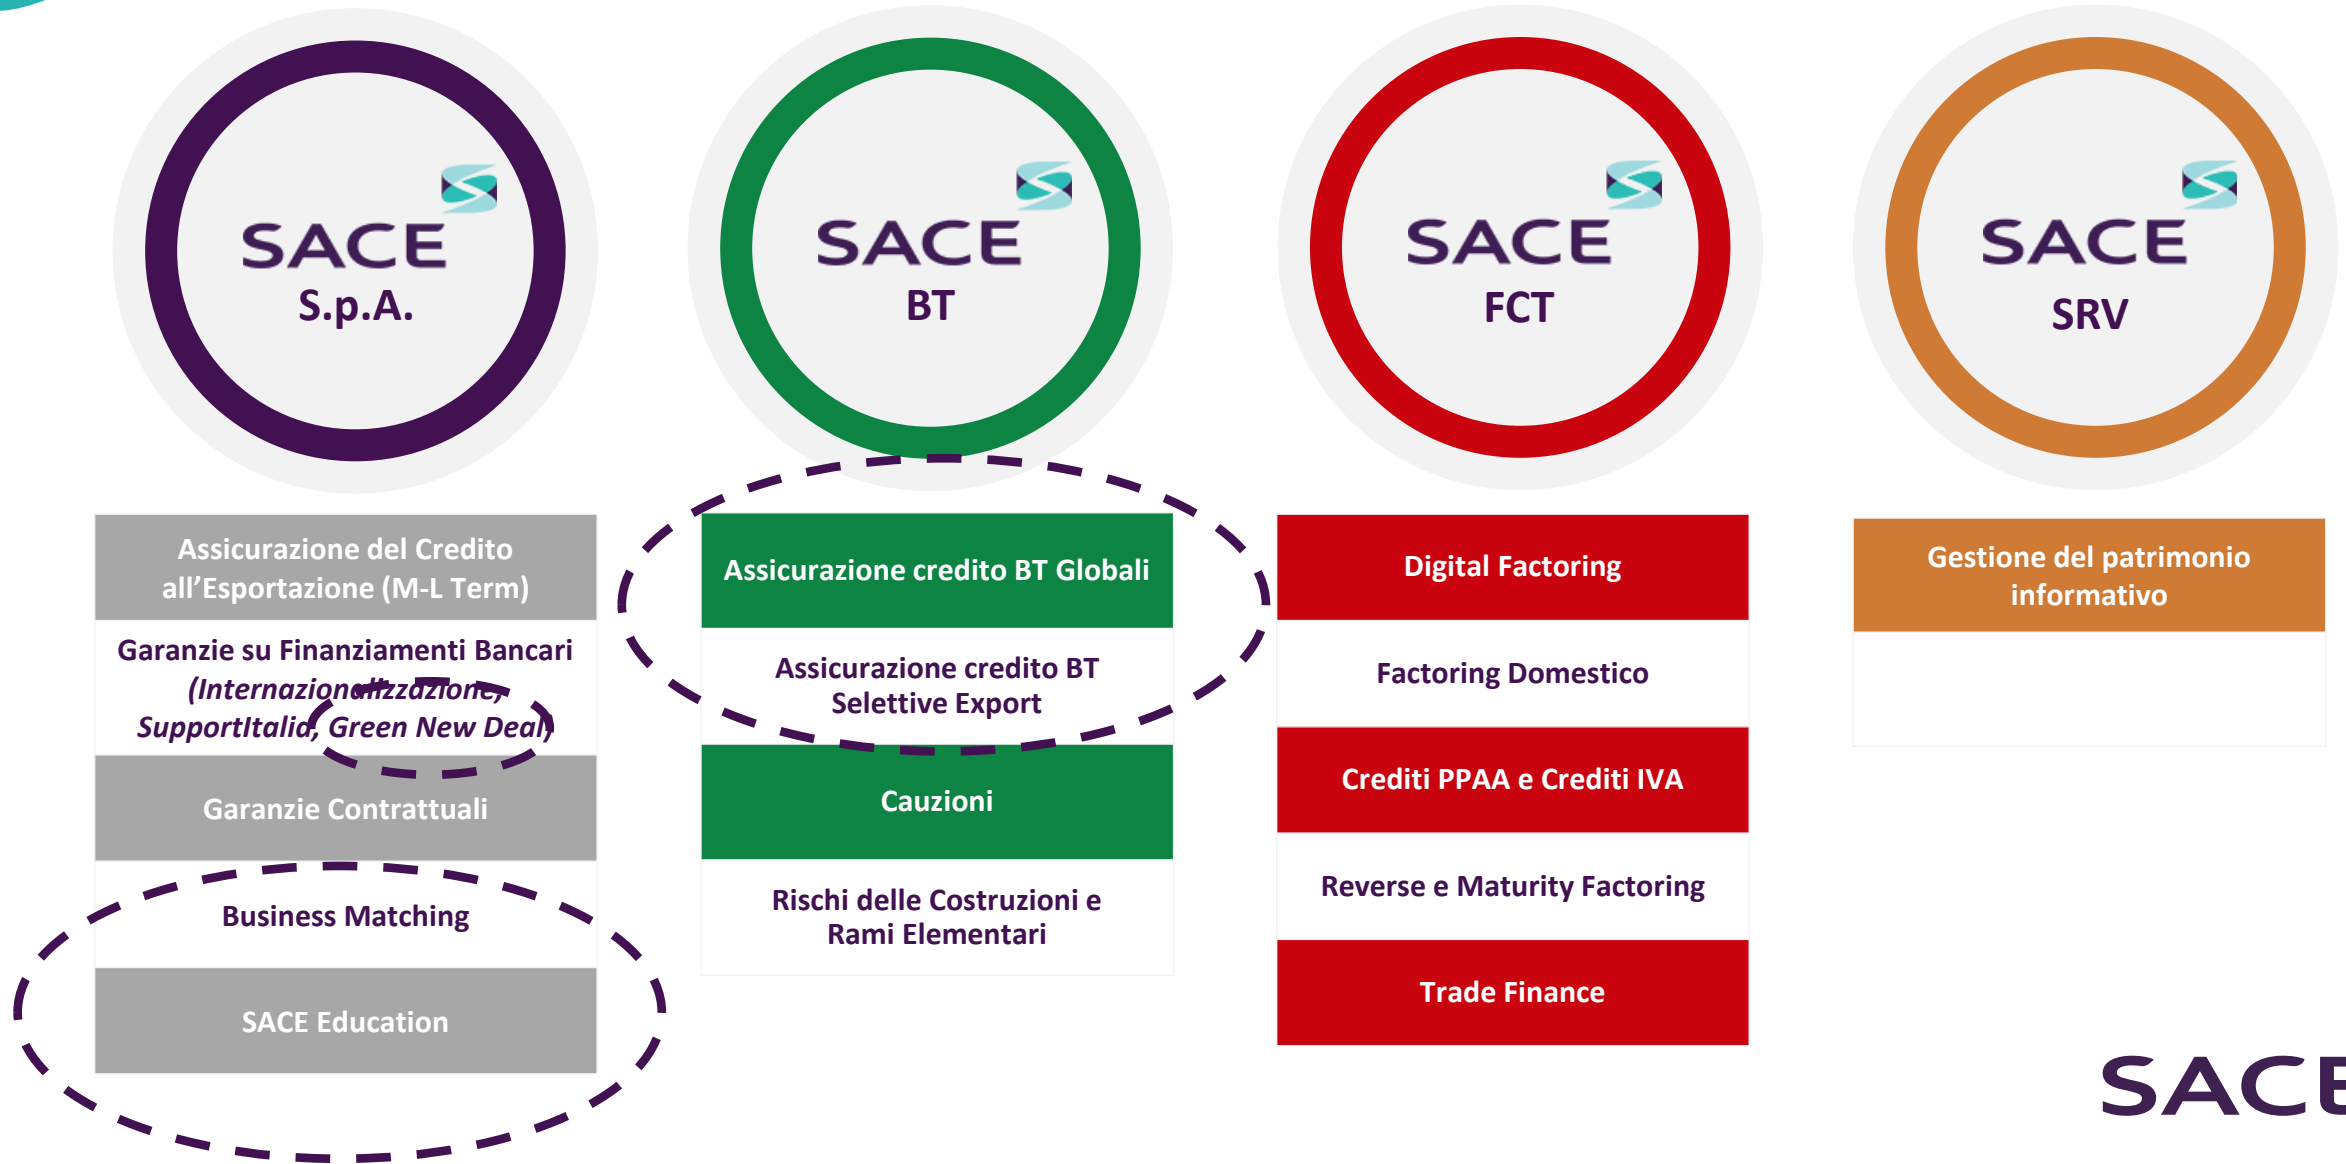 SACE
S.p.A.
SACE
BT
SACE
FCT
SACE
SRV
Assicurazione del Credito
all’Esportazione (M-L Term)
Garanzie su Finanziamenti Bancari
(Internazionalizzazione,
SupportItalia, Green New Deal)
Garanzie Contrattuali
Business Matching
SACE Education
Assicurazione credito BT Globali
Assicurazione credito BT
Selettive Export
Cauzioni
Rischi delle Costruzioni e
Rami Elementari
Digital Factoring
Factoring Domestico
Crediti PPAA e Crediti IVA
Reverse e Maturity Factoring
Trade Finance
Gestione del patrimonio
informativo
SACE